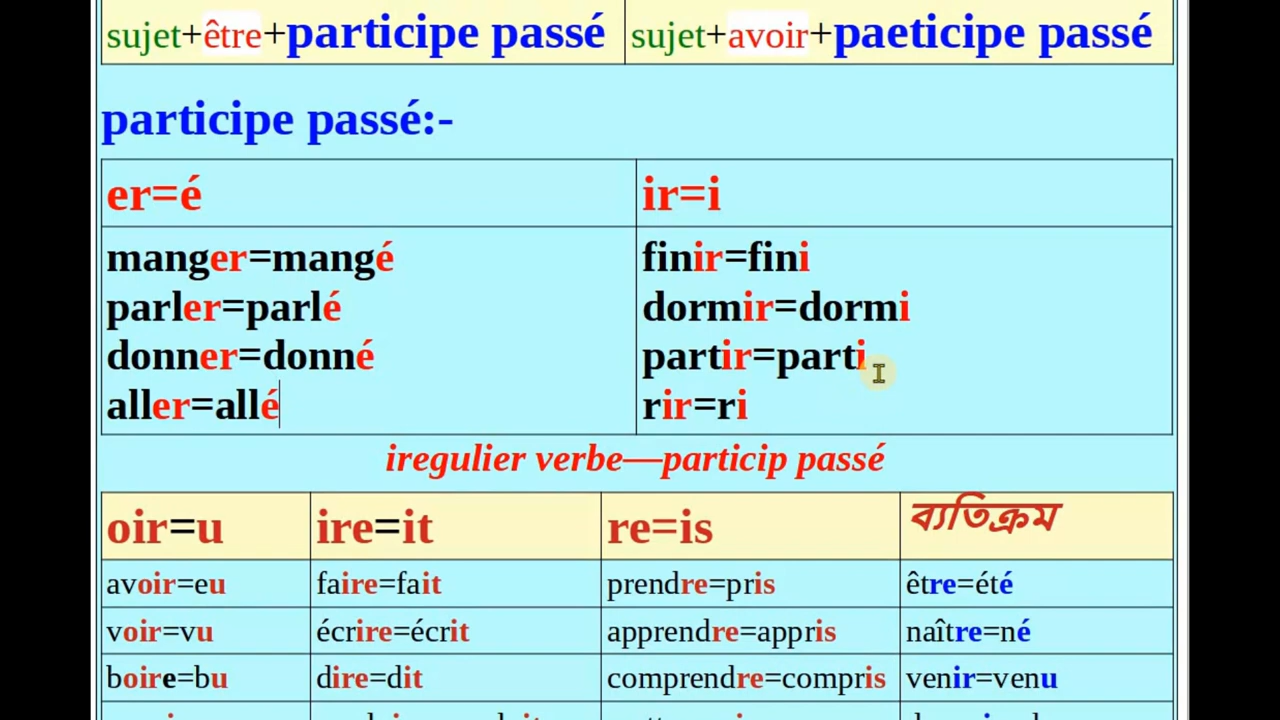 sujet+être+participe passé
sujet+avoir+paeticipe passé
participe passé:-
er=é
ir=i
manger=mangé
parler=parlé
donner=donné
aller=allé
finir=fini
dormir=dormi
partir=parti
rir=ri
iregulier verbe—particip passé
oir=u
ire=it
re=is
ব্যতিক্রম
avoir=eu
faire=fait
prendre=pris
être=été
voir=vu
écrire=écrit
apprendre=appris
naître=né
boire=bu
dire=dit
comprendre=compris
venir=venu